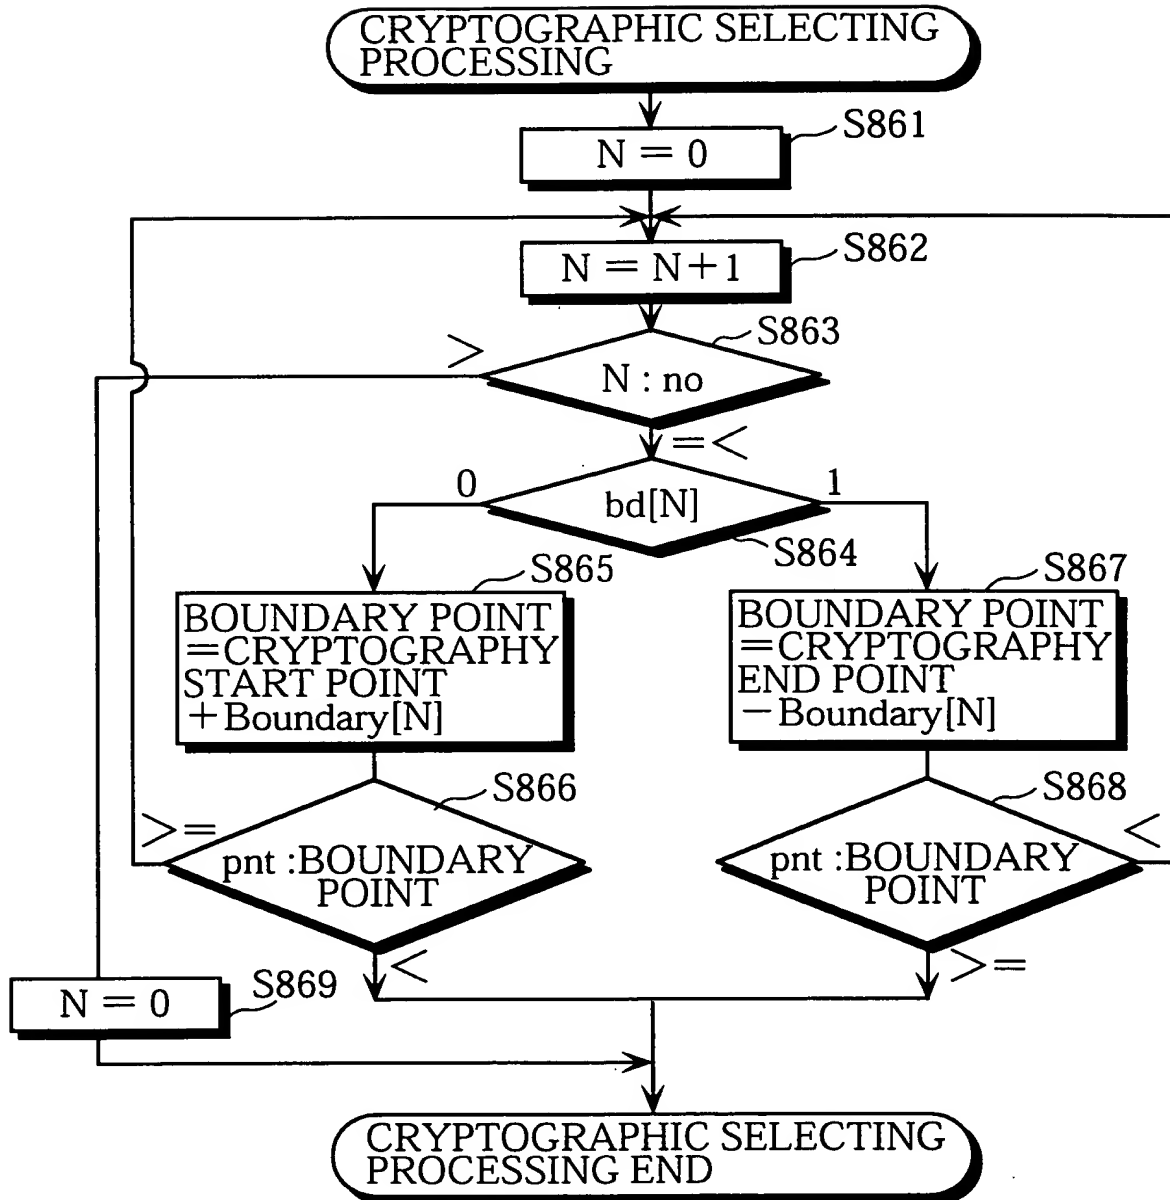 CRYPTOGRAPHIC SELECTING
PROCESSING
S861
N = 0
S862
N = N+1
S863
>
N : no
=<
0
bd[N]
1
S864
S865
BOUNDARY POINT
=CRYPTOGRAPHY
START POINT
+Boundary[N]
S867
BOUNDARY POINT
=CRYPTOGRAPHY
END POINT
−Boundary[N]
S866
>=
pnt :BOUNDARY
POINT
<
S868
<
pnt :BOUNDARY
POINT
>=
S869
N = 0
CRYPTOGRAPHIC SELECTING
PROCESSING END